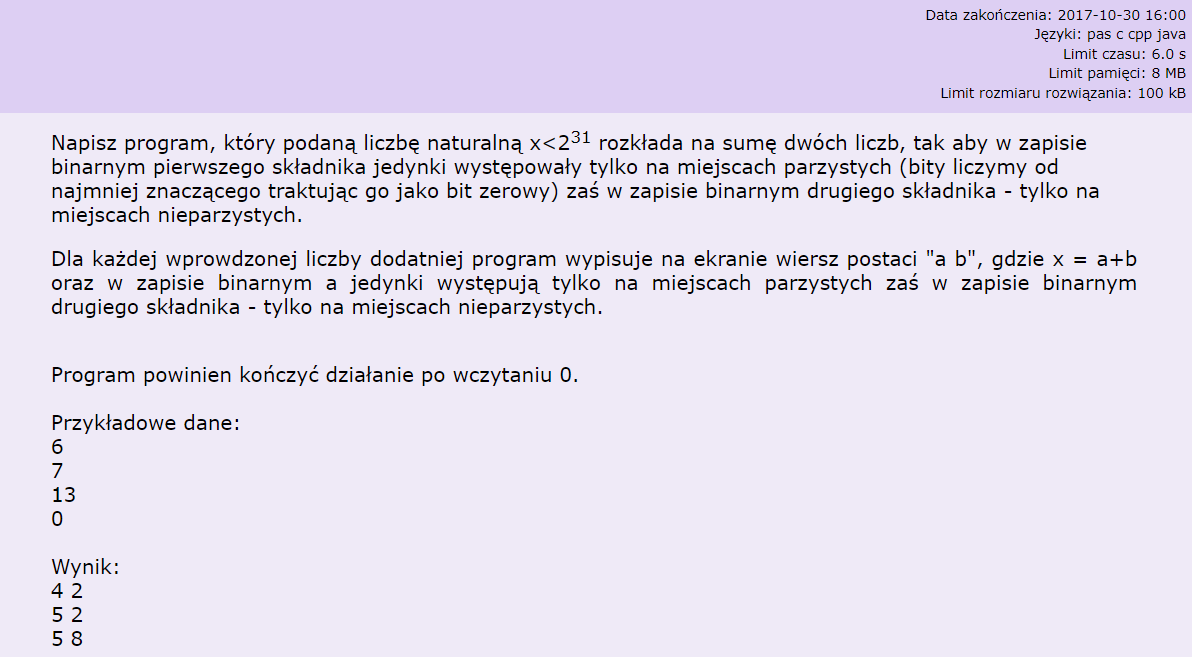 Data zakończenia: 2017-10-30 16:00
Języki: pas c cpp java
Limit czasu: 6.0 s
Limit pamięci: 8 MB
Limit rozmiaru rozwiązania: 100 kB
Napisz program, który podaną liczbę naturalną x<2³¹ rozkłada na sumę dwóch liczb, tak aby w zapisie
binarnym pierwszego składnika jedynki występowały tylko na miejscach parzystych (bity liczymy od
najmniej znaczącego traktując go jako bit zerowy) zaś w zapisie binarnym drugiego składnika - tylko na
miejscach nieparzystych.
Dla każdej wprowdzonej liczby dodatniej program wypisuje na ekranie wiersz postaci "a b", gdzie x = a+b
oraz w zapisie binarnym a jedynki występują tylko na miejscach parzystych zaś w zapisie binarnym
drugiego składnika - tylko na miejscach nieparzystych.
Program powinien kończyć działanie po wczytaniu 0.
Przykładowe dane:
6
7
13
0
Wynik:
4 2
5 2
5 8